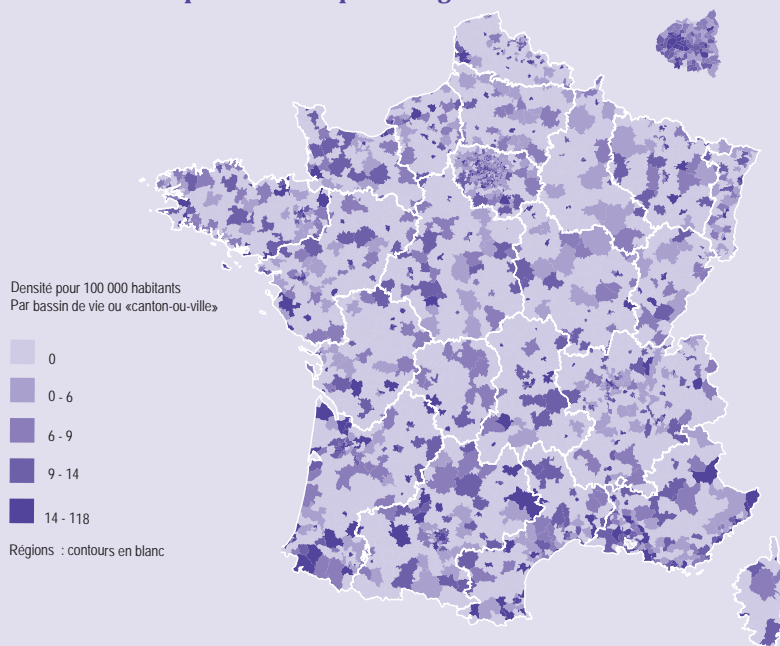 Densité pour 100 000 habitants
Par bassin de vie ou «canton-ou-ville»
0
0 - 6
6 - 9
9 - 14
14 - 118
Régions : contours en blanc